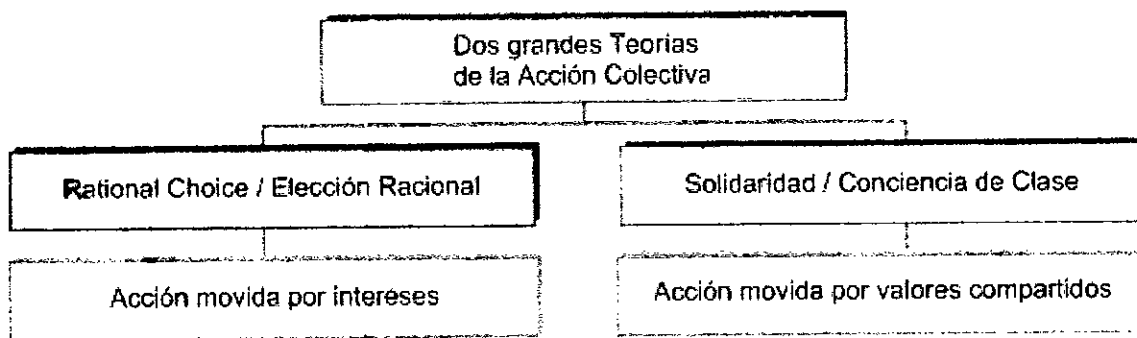 Dos grandes Teorías
de la Acción Colectiva
Rational Choice / Elección Racional
Solidaridad / Conciencia de Clase
Acción movida por intereses
Acción movida por valores compartidos